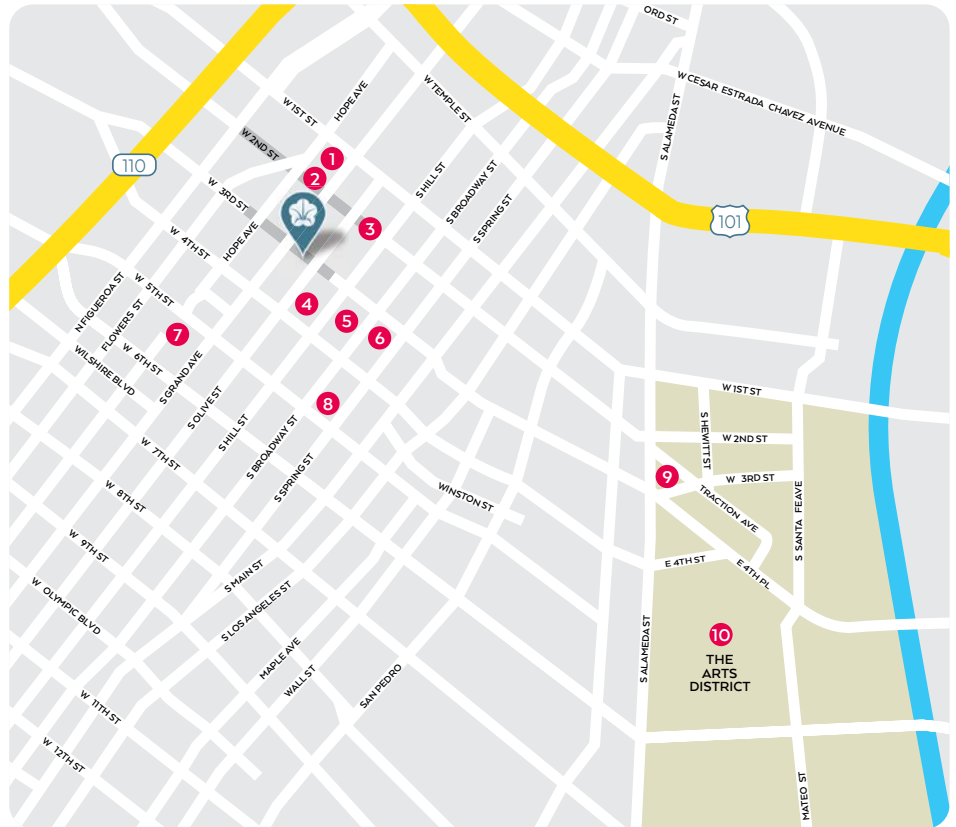 ORD ST
W CESAR ESTRADA CHAVEZ AVENUE
W TEMPLE ST
HOPE AVE
W 1ST ST
S ALAMEDA ST
W 2ND ST
1
110
2
S HILL ST
S BROADWAY ST
S SPRING ST
W 3RD ST
101
3
HOPE AVE
W 4TH ST
N FIGUEROA ST
W 5TH ST
4
FLOWERS ST
5
7
6
W 6TH ST
WILSHIRE BLVD
S GRAND AVE
W 1ST ST
S OLIVE ST
8
S HILL ST
S BROADWAY ST
S HEWITT ST
W 2ND ST
W 7TH ST
S SPRING ST
9
W 3RD ST
W 8TH ST
WINSTON ST
TRACTION AVE
S SANTA FEAVE
W 9TH ST
E 4TH ST
E 4TH PL
S MAIN ST
W OLYMPIC BLVD
S LOS ANGELES ST
10
THE
ARTS
DISTRICT
S ALAMEDA ST
MAPLE AVE
WALL ST
SAN PEDRO
W 11TH ST
W 12TH ST
MATEO ST